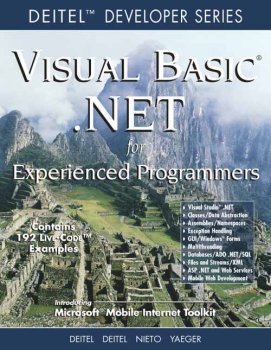 DEITEL™ DEVELOPER SERIES
VISUAL BASIC®
.NET
for
Experienced Programmers
Contains
192 Live-Code™
Examples
• Visual Studio® .NET
• Classes/Data Abstraction
• Assemblies/Namespaces
• Exception Handling
• GUI/Windows® Forms
• Multithreading
• Databases/ADO .NET/SQL
• Files and Streams/XML
• ASP .NET and Web Services
• Mobile Web Development
Introducing
Microsoft® Mobile Internet Toolkit
DEITEL DEITEL NIETO YAEGER